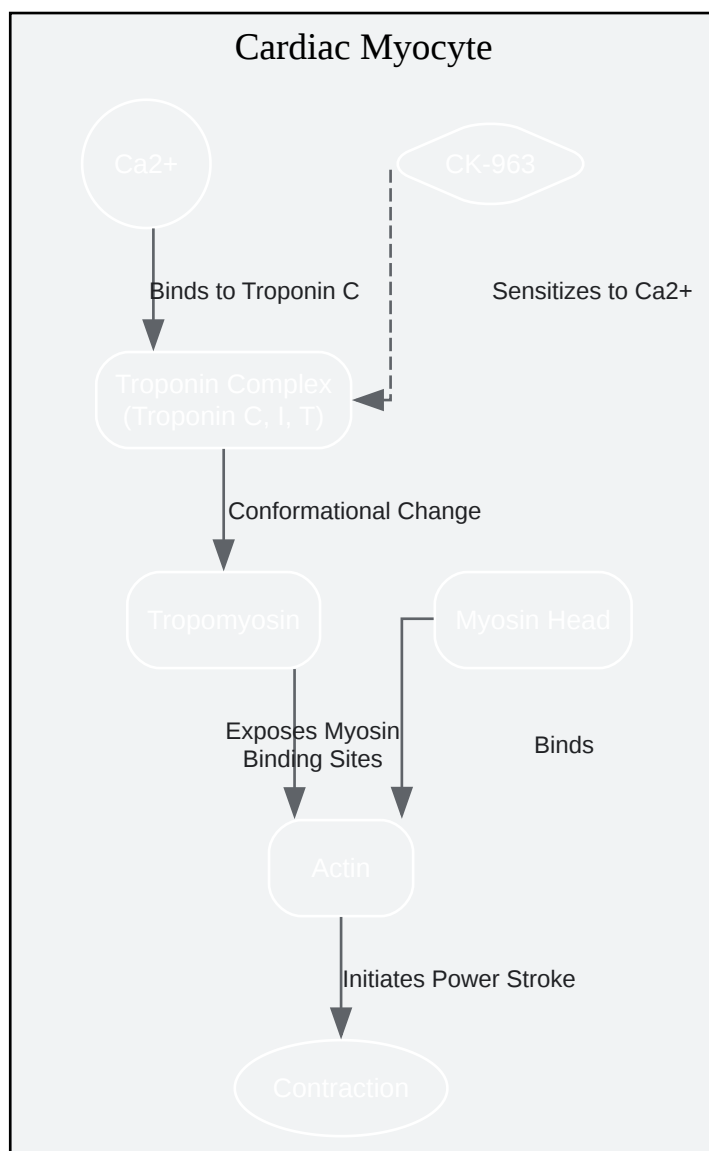 Cardiac Myocyte
Ca2+
CK-963
Binds to Troponin C
Sensitizes to Ca2+
Troponin Complex
(Troponin C, I, T)
Conformational Change
Tropomyosin
Myosin Head
Exposes Myosin
Binding Sites
Binds
Actin
Initiates Power Stroke
Contraction